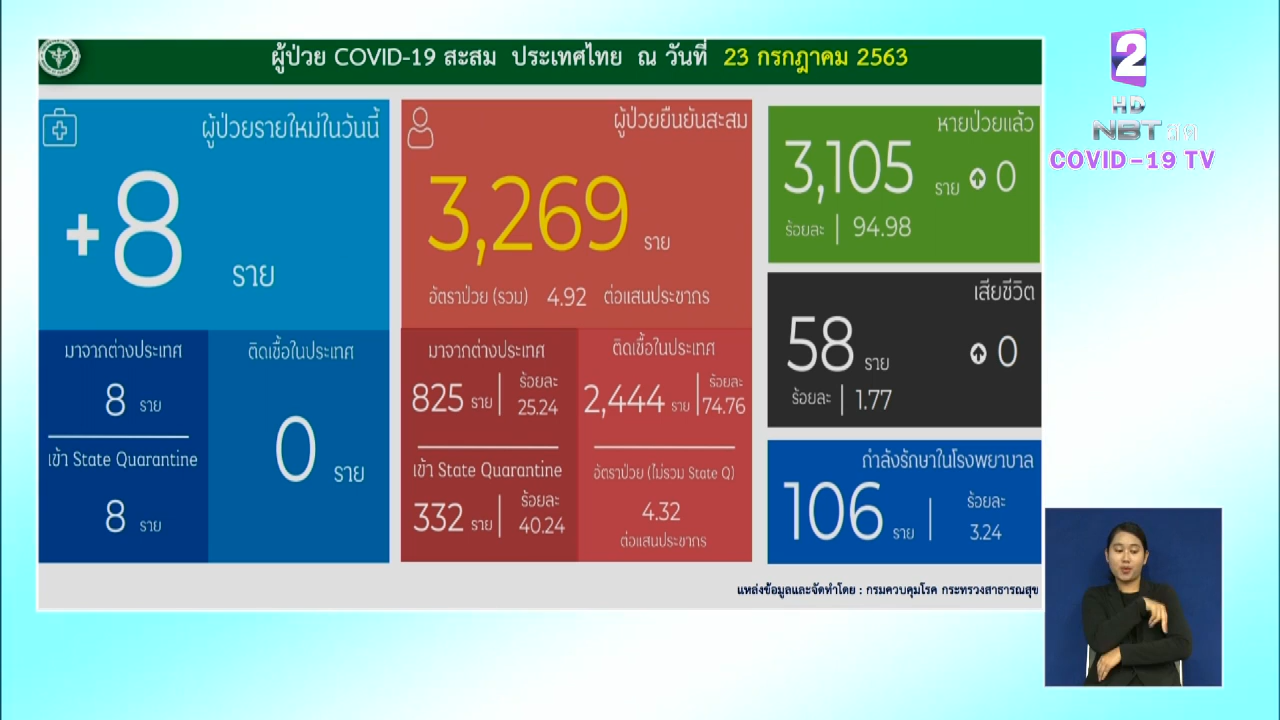 ผู้ป่วย COVID-19 สะสม ประเทศไทย ณ วันที่ 23 กรกฎาคม 2563
ผู้ป่วยรายใหม่ในวันนี้
+8 ราย
มาจากต่างประเทศ
8 ราย
เข้า State Quarantine
8 ราย
ติดเชื้อในประเทศ
0 ราย
ผู้ป่วยยืนยันสะสม
3,269 ราย
อัตราป่วย (รวม) 4.92 ต่อแสนประชากร
มาจากต่างประเทศ
825 ราย | ร้อยละ
25.24
เข้า State Quarantine
332 ราย | ร้อยละ
40.24
ติดเชื้อในประเทศ
2,444 ราย | ร้อยละ
74.76
อัตราป่วย (ไม่รวม State Q)
4.32
ต่อแสนประชากร
หายป่วยแล้ว
3,105 ราย 0
ร้อยละ | 94.98
เสียชีวิต
58 ราย 0
ร้อยละ | 1.77
กำลังรักษาในโรงพยาบาล
106 ราย | ร้อยละ
3.24
แหล่งข้อมูลและจัดทำโดย : กรมควบคุมโรค กระทรวงสาธารณสุข
2
HD
NBT สด
COVID-19 TV